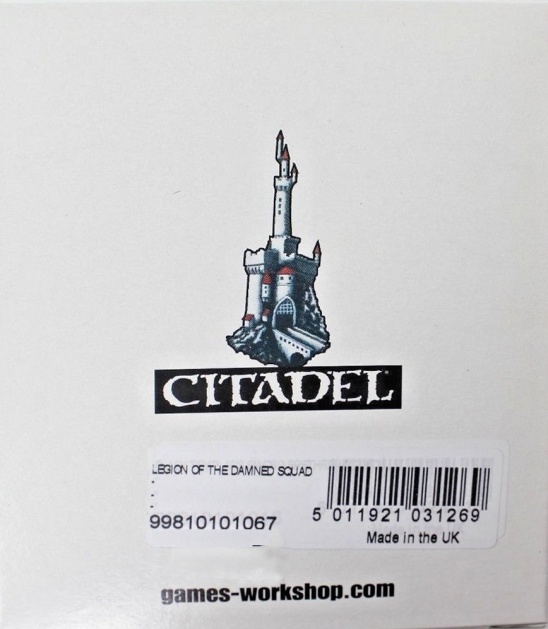 CITADEL
LEGION OF THE DAMNED SQUAD
-
-
99810101067
5 011921 031269
Made in the UK
games-workshop.com